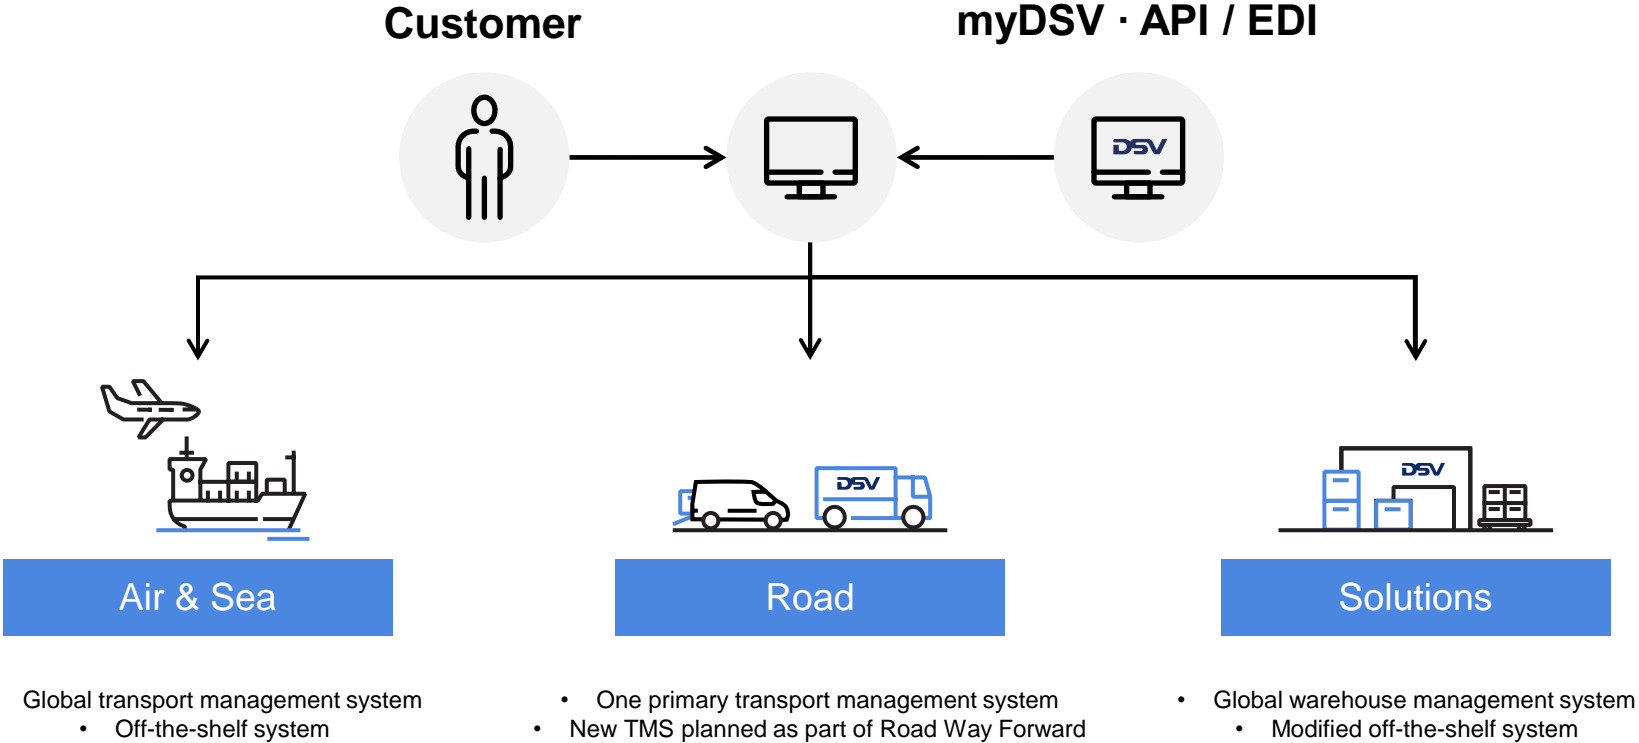 Customer
myDSV · API / EDI
DSV
DSV
DSV
Air & Sea
Road
Solutions
Global transport management system
• Off-the-shelf system
• One primary transport management system
• New TMS planned as part of Road Way Forward
• Global warehouse management system
• Modified off-the-shelf system